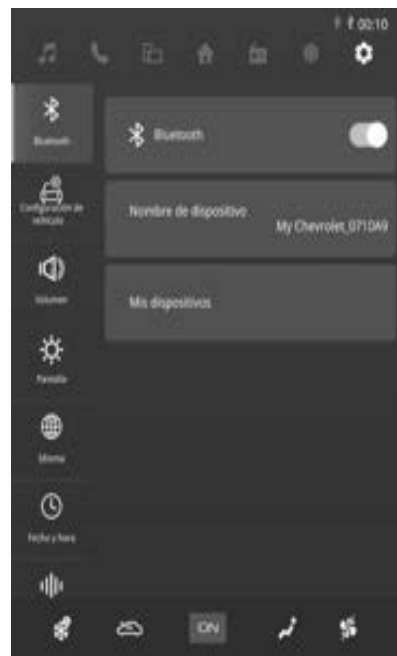 00:10
Bluetooth
Bluetooth
Configuración de
vehículo
Nombre de dispositivo
My Chevrolet_0710A9
Volumen
Mis dispositivos
Pantalla
Idioma
Fecha y hora
ON